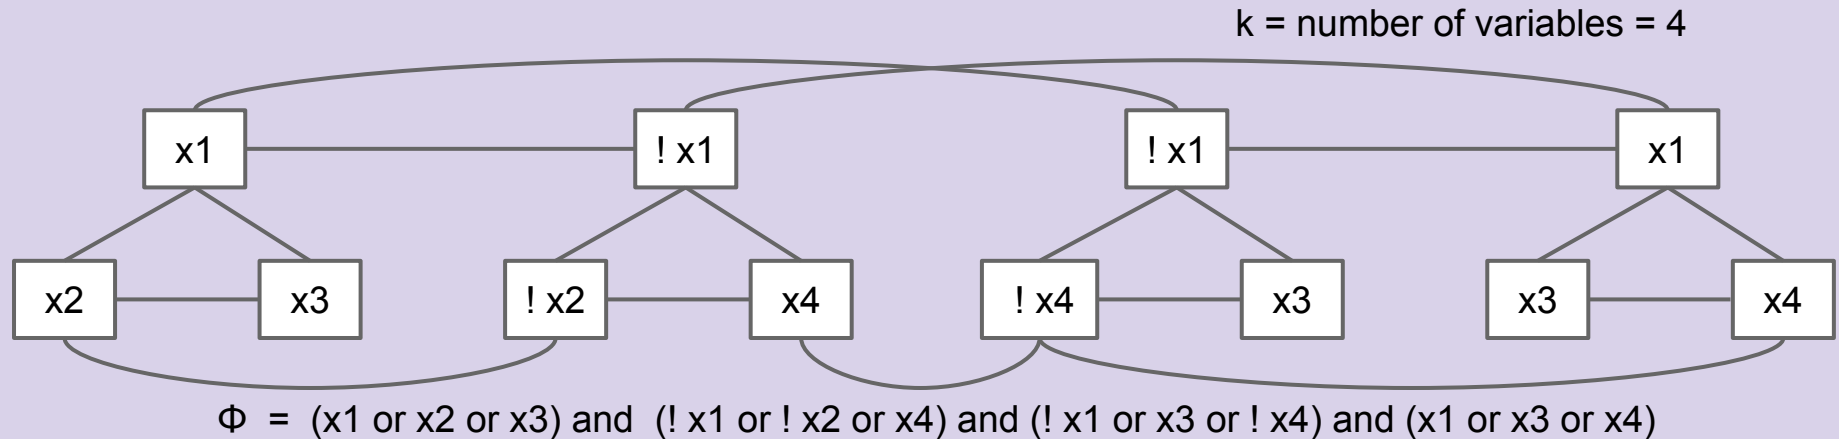 k = number of variables = 4
x1 ! x1 ! x1 x1
x2 x3 ! x2 x4 ! x4 x3 x3 x4
Φ = (x1 or x2 or x3) and (! x1 or ! x2 or x4) and (! x1 or x3 or ! x4) and (x1 or x3 or x4)